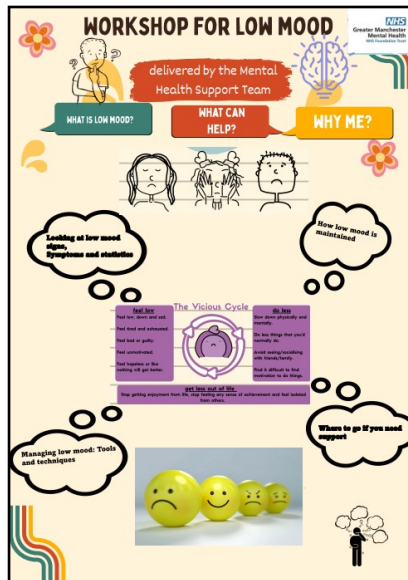 WORKSHOP FOR LOW MOOD
NHS
Greater Manchester
Mental Health
NHS Foundation Trust
delivered by the Mental
Health Support Team
WHAT IS LOW MOOD?
WHAT CAN
HELP?
WHY ME?
Looking at low mood
signs,
Symptoms and statistics
How low mood is
maintained
The Vicious Cycle
feel low
Feel low, down and sad.
Feel tired and exhausted.
Feel bad or guilty.
Feel unmotivated.
Feel hopeless or like
nothing will get better.
do less
Slow down physically and
mentally.
Do less things that you'd
normally do.
Avoid seeing/socialising
with friends/family.
Find it difficult to find
motivation to do things.
get less out of life
Stop getting enjoyment from life, stop feeling any sense of achievement and feel isolated
from others.
Managing low mood: Tools
and techniques
Where to go if you need
support